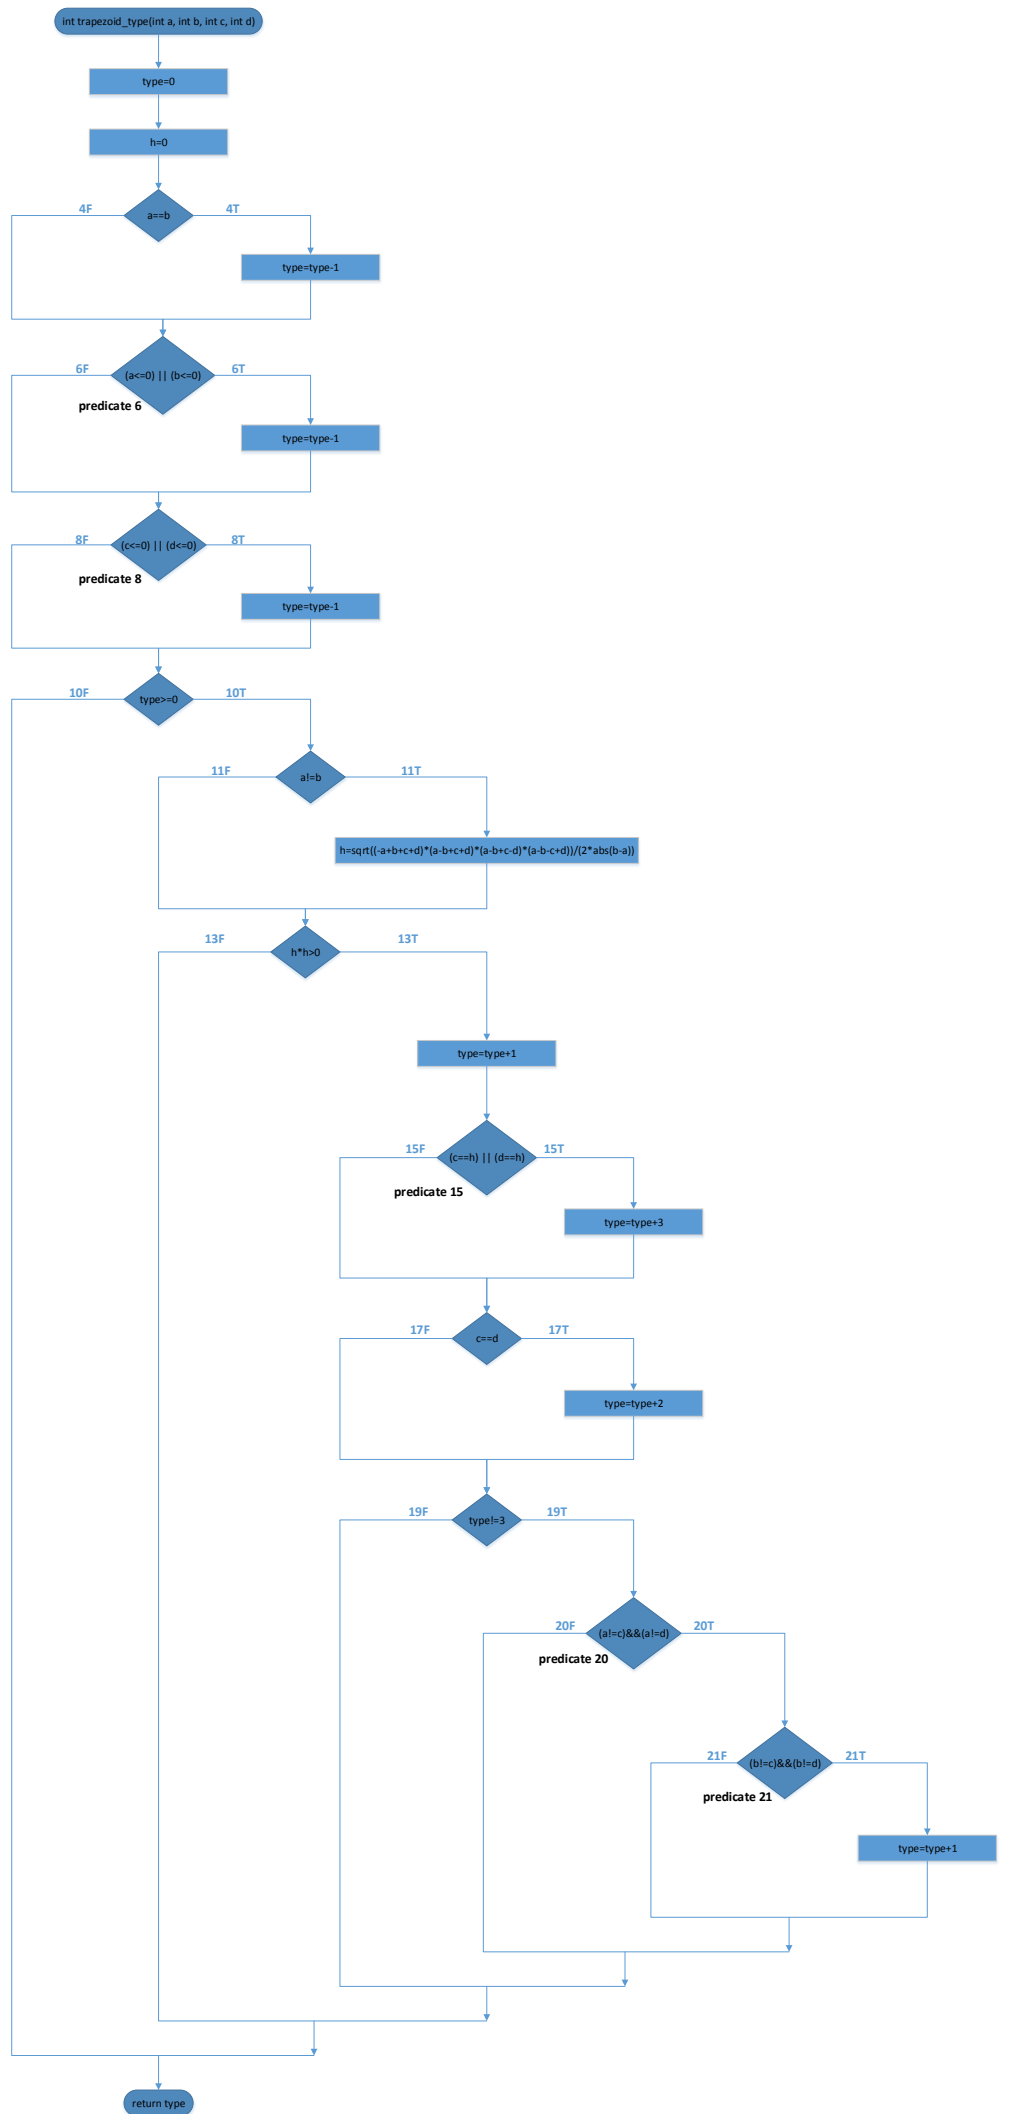 int trapezoid_type(int a, int b, int c, int d)
type=0
h=0
4F
a==b
4T
type=type-1
6F
(a<=0) || (b<=0)
6T
predicate 6
type=type-1
8F
(c<=0) || (d<=0)
8T
predicate 8
type=type-1
10F
type>=0
10T
11F
a!=b
11T
h=sqrt((-a+b+c+d)*(a-b+c+d)*(a-b+c-d)*(a-b-c+d))/(2*abs(b-a))
13F
h*h>0
13T
type=type+1
15F
(c==h) || (d==h)
15T
predicate 15
type=type+3
17F
c==d
17T
type=type+2
19F
type!=3
19T
20F
(a!=c)&&(a!=d)
20T
predicate 20
21F
(b!=c)&&(b!=d)
21T
predicate 21
type=type+1
return type